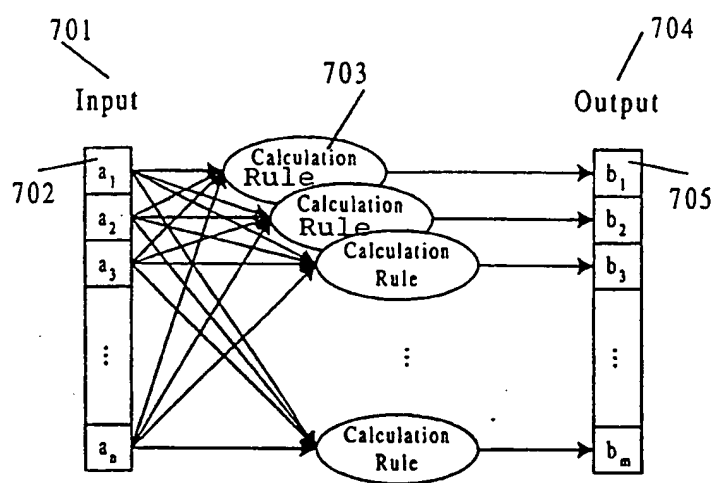 701
704
703
Input
Output
702
a1
Calculation
Rule
b1
705
a2
Calculation
Rule
b2
a3
Calculation
Rule
b3
⋮
⋮
⋮
an
Calculation
Rule
bm